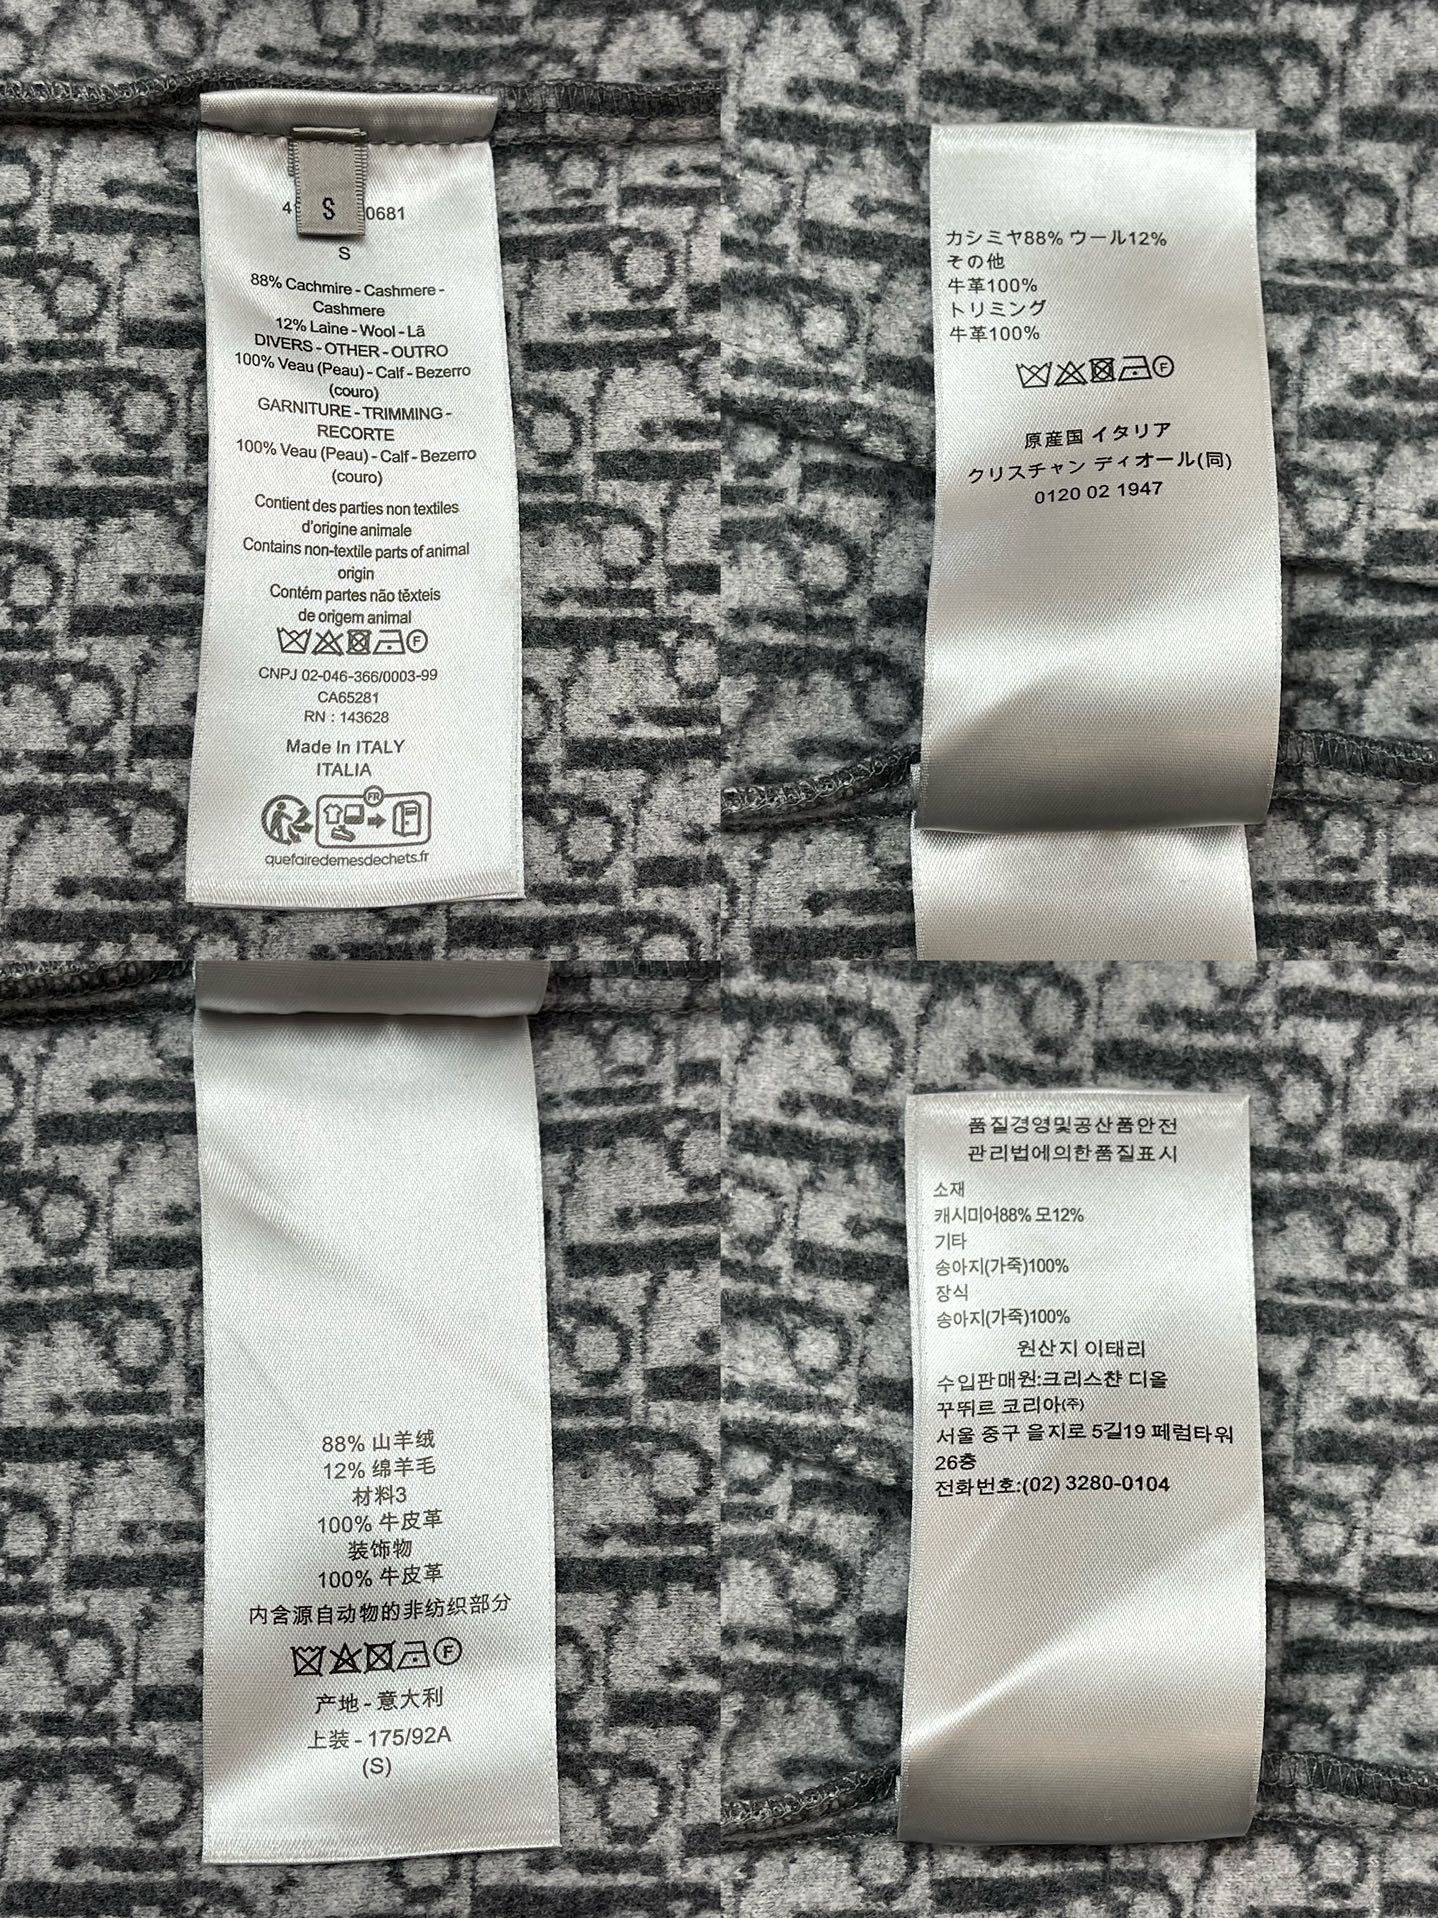 4
S
0681
S
88% Cachmire - Cashmere -
Cashmere
12% Laine - Wool - Lã
DIVERS - OTHER - OUTRO
100% Veau (Peau) - Calf - Bezerro
(couro)
GARNITURE - TRIMMING -
RECORTE
100% Veau (Peau) - Calf - Bezerro
(couro)
Contient des parties non textiles
d'origine animale
Contains non-textile parts of animal
origin
Contém partes não têxteis
de origem animal
F
CNPJ 02-046-366/0003-99
CA65281
RN : 143628
Made In ITALY
ITALIA
FR
quefairedemesdechets.fr
カシミヤ88% ウール12%
その他
牛革100%
トリミング
牛革100%
F
原産国 イタリア
クリスチャン ディオール(同)
0120 02 1947
88% 山羊绒
12% 绵羊毛
材料3
100% 牛皮革
装饰物
100% 牛皮革
内含源自动物的非纺织部分
F
产地 - 意大利
上装 - 175/92A
(S)
품질경영및공산품안전
관리법에의한품질표시
소재
캐시미어88% 모12%
기타
송아지(가죽)100%
장식
송아지(가죽)100%
원산지 이태리
수입판매원:크리스챤 디올
꾸뛰르 코리아㈜
서울 중구 을지로 5길19 페럼타워
26층
전화번호:(02) 3280-0104